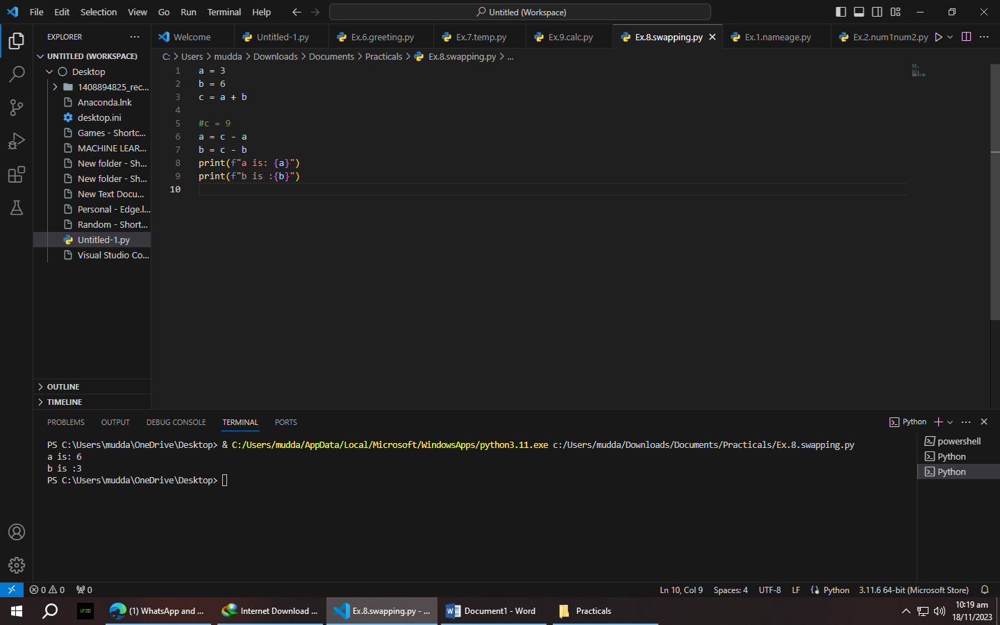 File Edit Selection View Go Run Terminal Help
Untitled (Workspace)
EXPLORER
Welcome Untitled-1.py Ex.6.greeting.py Ex.7.temp.py Ex.9.calc.py Ex.8.swapping.py Ex.1.nameage.py Ex.2.num1num2.py
UNTITLED (WORKSPACE)
Desktop
1408894825_rec...
Anaconda.lnk
desktop.ini
Games - Shortc...
MACHINE LEAR...
New folder - Sh...
New folder - Sh...
New Text Docu...
Personal - Edge.l...
Random - Short...
Untitled-1.py
Visual Studio Co...
OUTLINE
TIMELINE
C: > Users > mudda > Downloads > Documents > Practicals > Ex.8.swapping.py > ...
1 a = 3
2 b = 6
3 c = a + b
4
5 #c = 9
6 a = c - a
7 b = c - b
8 print(f"a is: {a}")
9 print(f"b is :{b}")
10
PROBLEMS OUTPUT DEBUG CONSOLE TERMINAL PORTS
Python
PS C:\Users\mudda\OneDrive\Desktop> & C:/Users/mudda/AppData/Local/Microsoft/WindowsApps/python3.11.exe c:/Users/mudda/Downloads/Documents/Practicals/Ex.8.swapping.py
a is: 6
b is :3
PS C:\Users\mudda\OneDrive\Desktop>
powershell
Python
Python
0 0 0
Ln 10, Col 9 Spaces: 4 UTF-8 LF Python 3.11.6 64-bit (Microsoft Store)
12:00
(1) WhatsApp and ...
Internet Download ...
Ex.8.swapping.py - ...
Document1 - Word
Practicals
10:19 am
18/11/2023